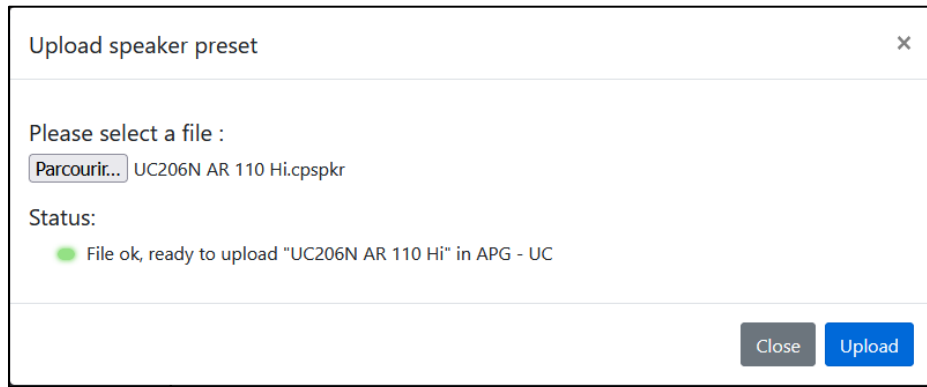 Upload speaker preset ×
Please select a file :
Parcourir... UC206N AR 110 Hi.cpspkr
Status:
File ok, ready to upload "UC206N AR 110 Hi" in APG - UC
Close Upload